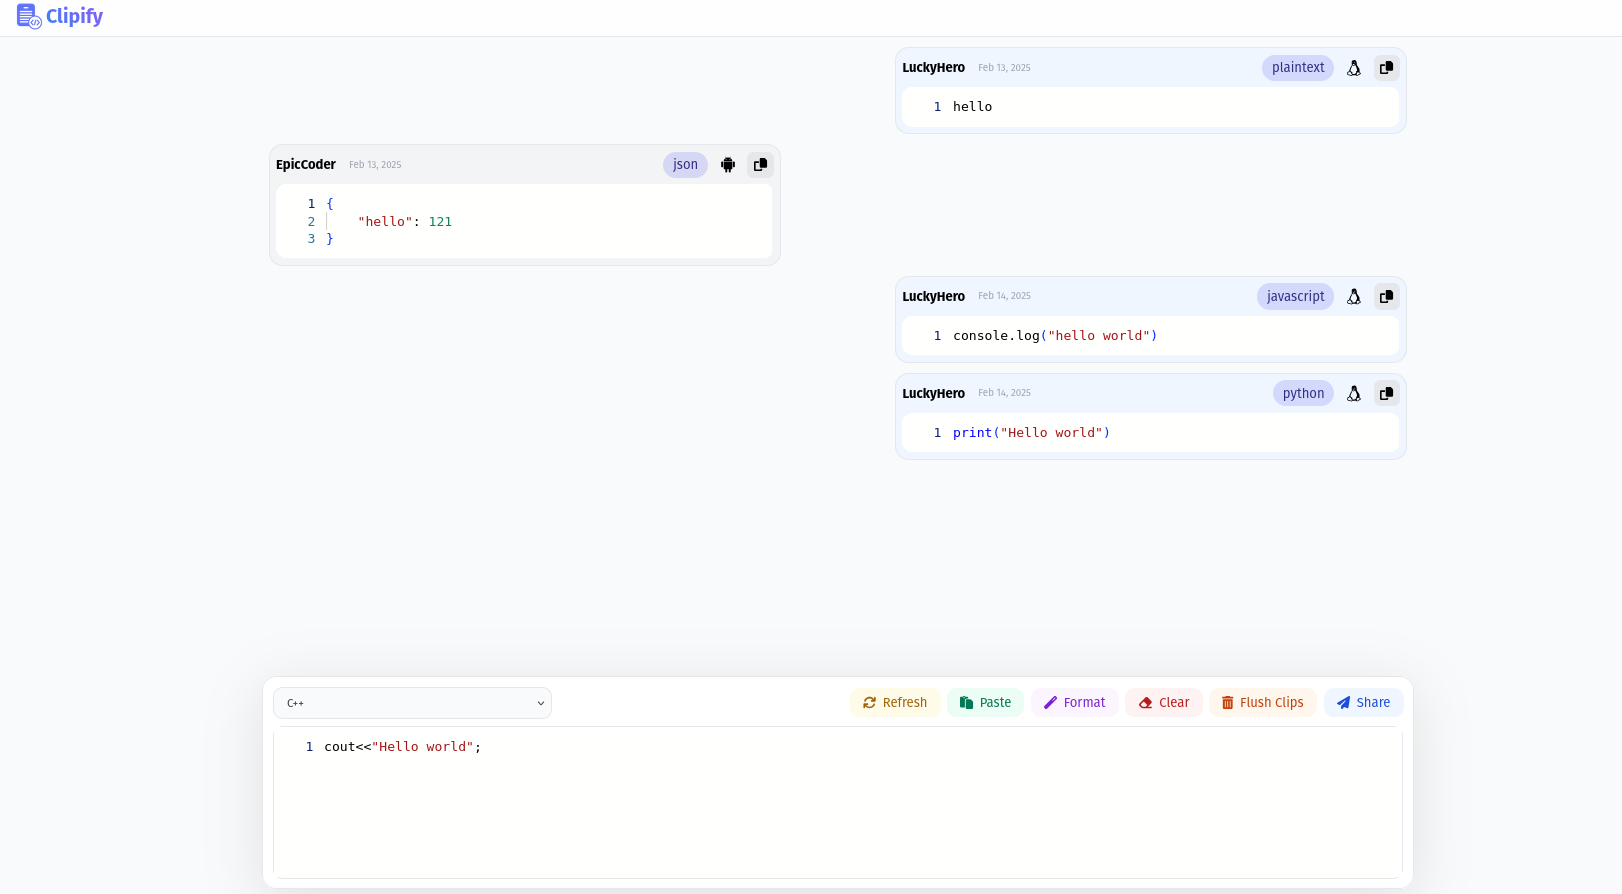 Clipify
LuckyHero Feb 13, 2025 plaintext
1 hello
EpicCoder Feb 13, 2025 json
1 {
2     "hello": 121
3 }
LuckyHero Feb 14, 2025 javascript
1 console.log("hello world")
LuckyHero Feb 14, 2025 python
1 print("Hello world")
C++ Refresh Paste Format Clear Flush Clips Share
1 cout<<"Hello world";